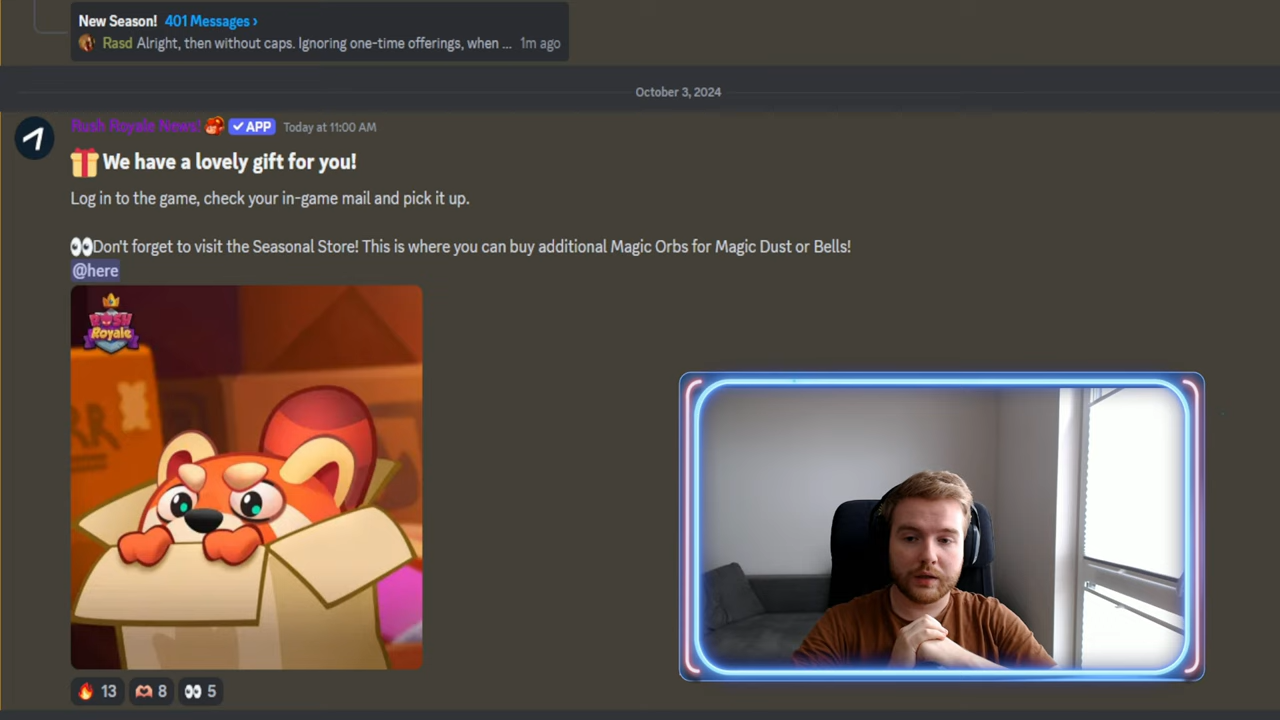 New Season! 401 Messages ›
Rasd Alright, then without caps. Ignoring one-time offerings, when ... 1m ago
October 3, 2024
Rush Royale News! APP Today at 11:00 AM
We have a lovely gift for you!
Log in to the game, check your in-game mail and pick it up.
Don't forget to visit the Seasonal Store! This is where you can buy additional Magic Orbs for Magic Dust or Bells!
@here
RUSH
Royale
RR
13 8 5